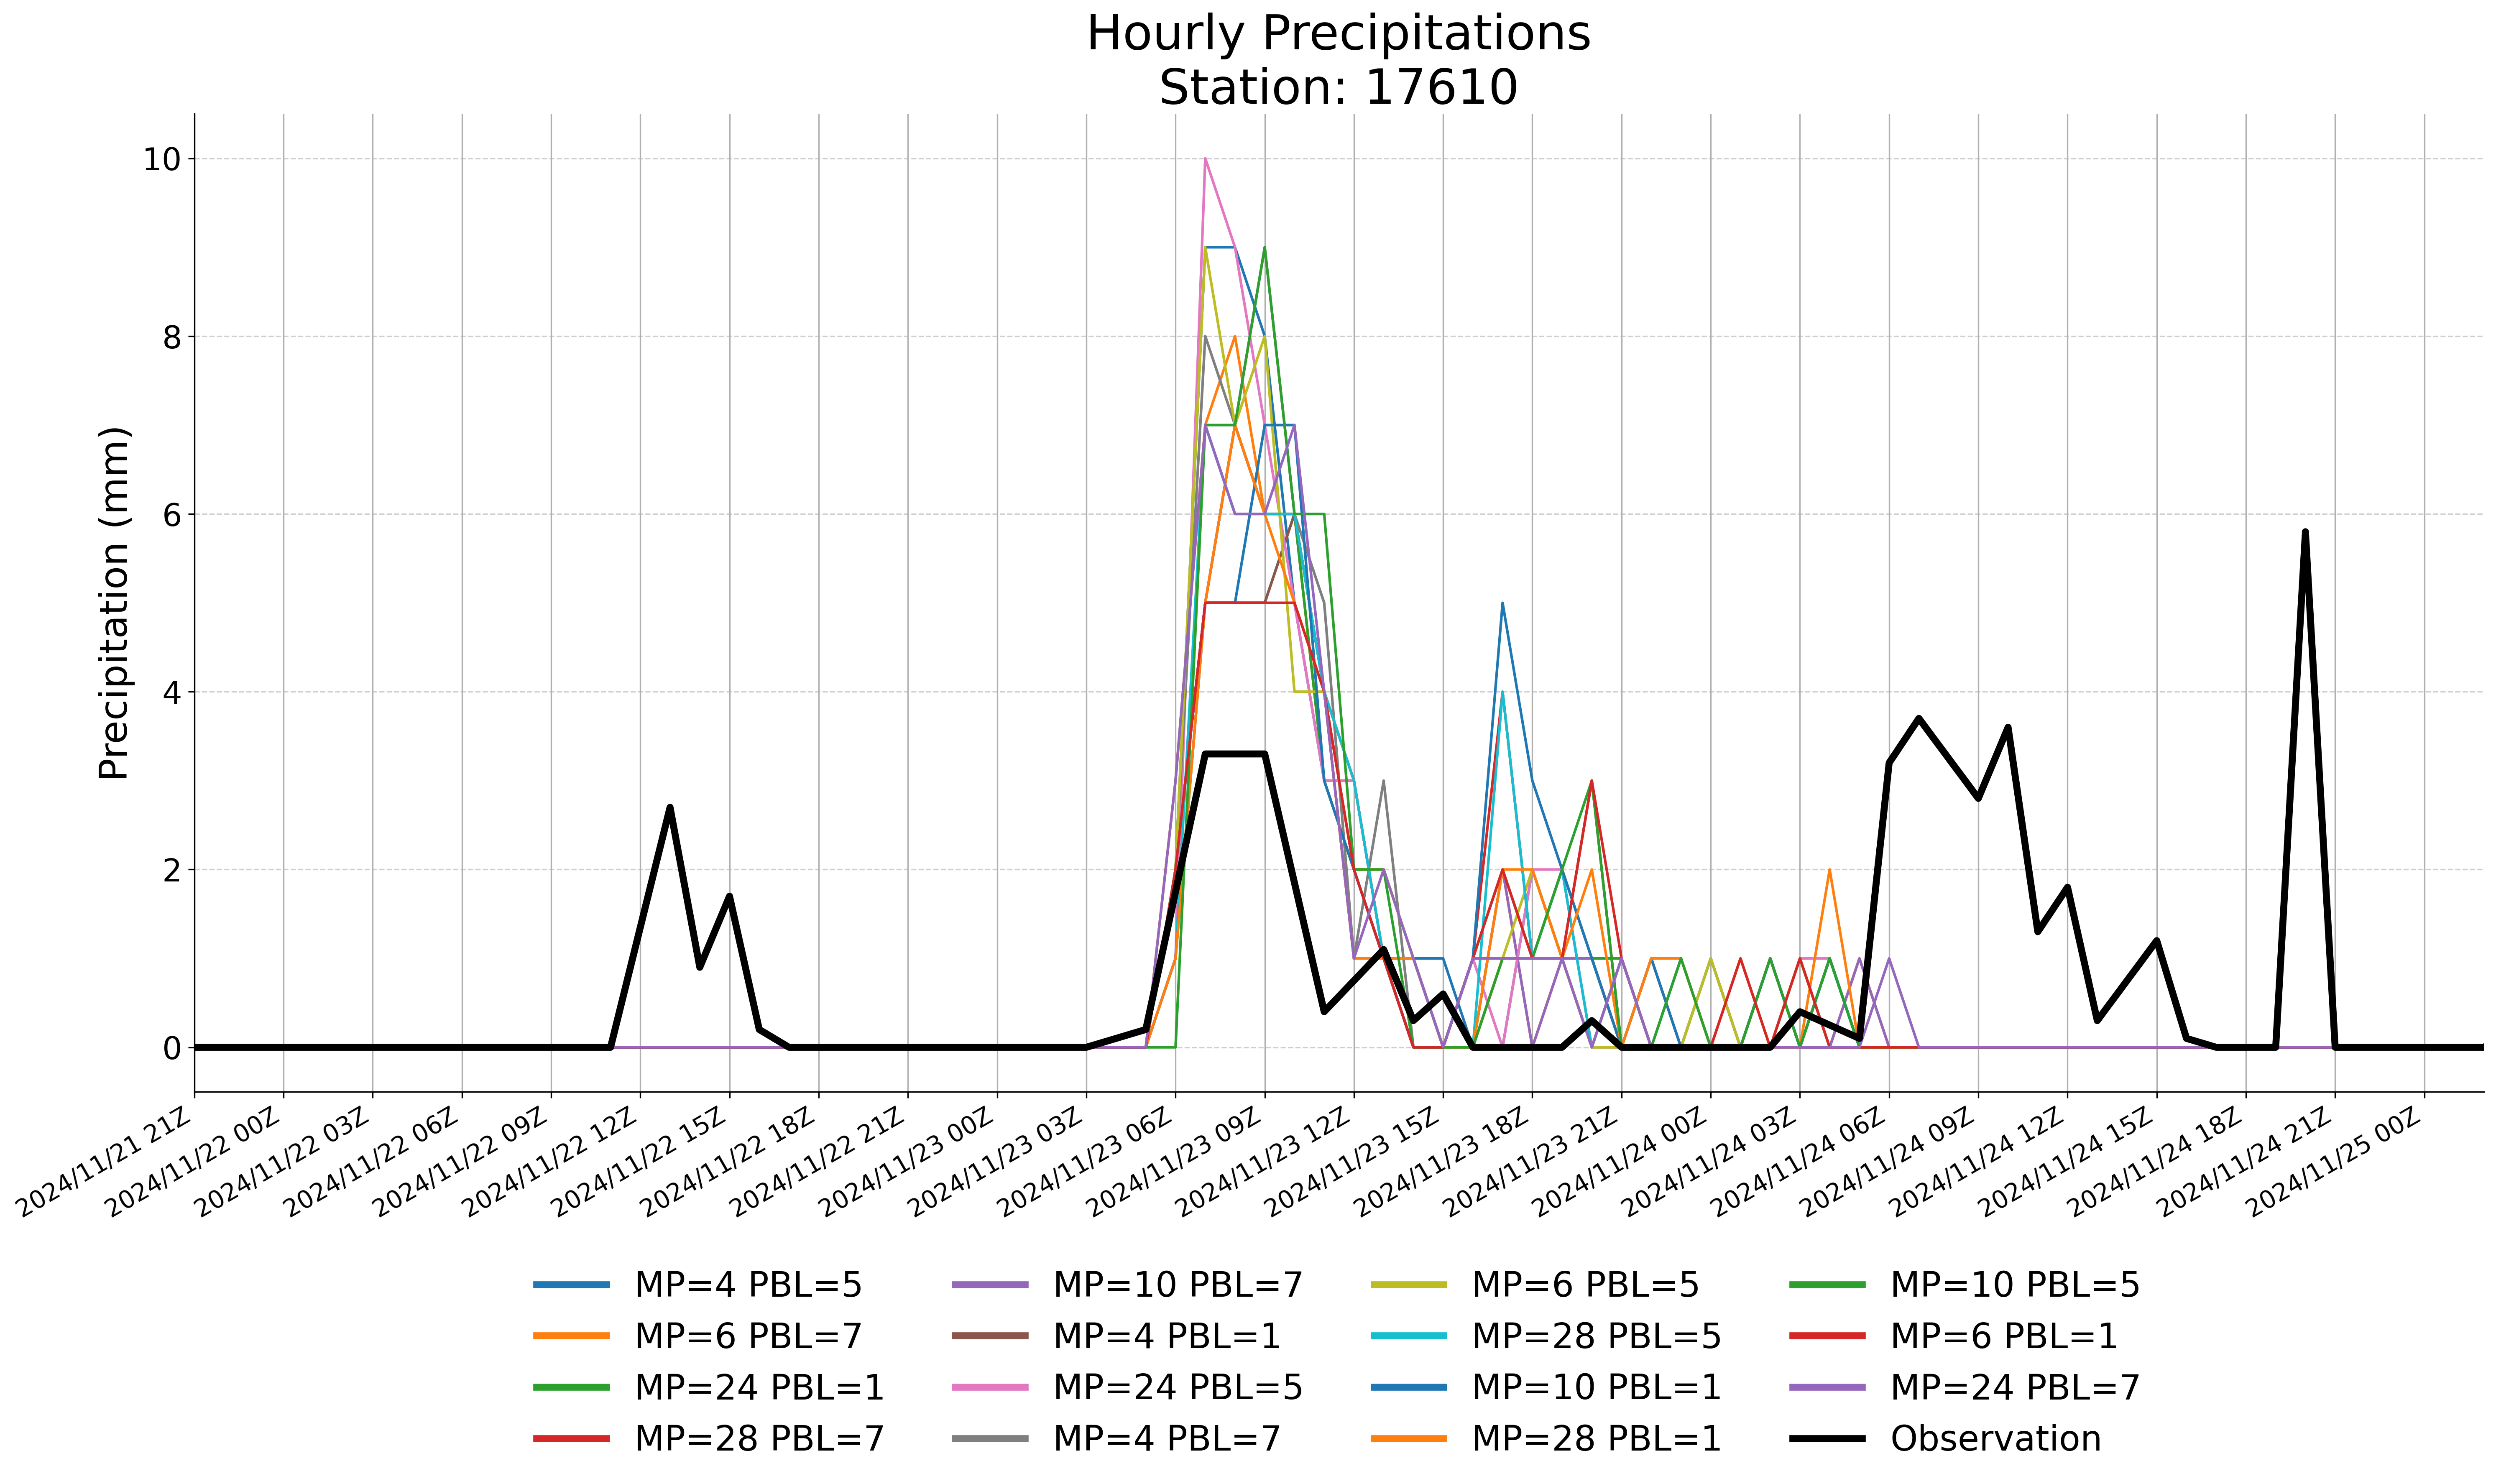 Hourly Precipitations
Station: 17610
Precipitation (mm)
10
8
6
4
2
0
2024/11/21 21Z
2024/11/22 00Z
2024/11/22 03Z
2024/11/22 06Z
2024/11/22 09Z
2024/11/22 12Z
2024/11/22 15Z
2024/11/22 18Z
2024/11/22 21Z
2024/11/23 00Z
2024/11/23 03Z
2024/11/23 06Z
2024/11/23 09Z
2024/11/23 12Z
2024/11/23 15Z
2024/11/23 18Z
2024/11/23 21Z
2024/11/24 00Z
2024/11/24 03Z
2024/11/24 06Z
2024/11/24 09Z
2024/11/24 12Z
2024/11/24 15Z
2024/11/24 18Z
2024/11/24 21Z
2024/11/25 00Z
MP=4 PBL=5
MP=6 PBL=7
MP=24 PBL=1
MP=28 PBL=7
MP=10 PBL=7
MP=4 PBL=1
MP=24 PBL=5
MP=4 PBL=7
MP=6 PBL=5
MP=28 PBL=5
MP=10 PBL=1
MP=28 PBL=1
MP=10 PBL=5
MP=6 PBL=1
MP=24 PBL=7
Observation